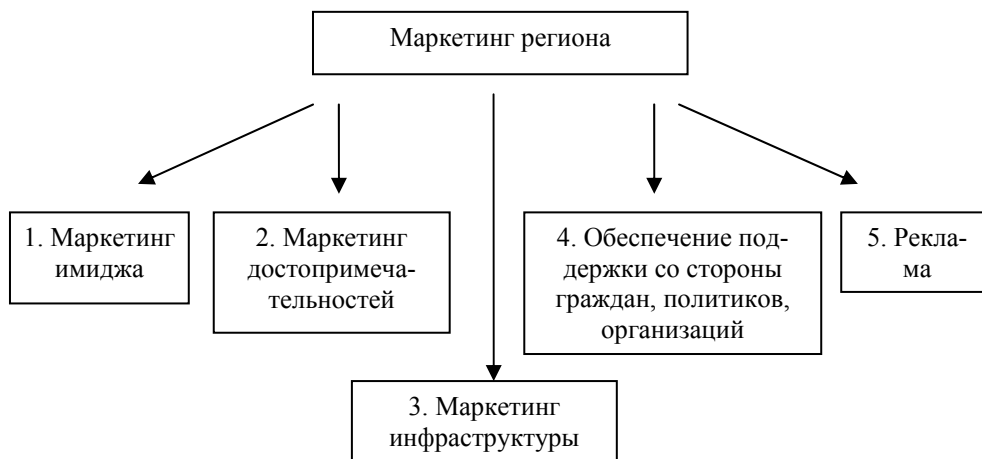 Маркетинг региона
1. Маркетинг
имиджа
2. Маркетинг
достопримеча-
тельностей
3. Маркетинг
инфраструктуры
4. Обеспечение под-
держки со стороны
граждан, политиков,
организаций
5. Рекла-
ма